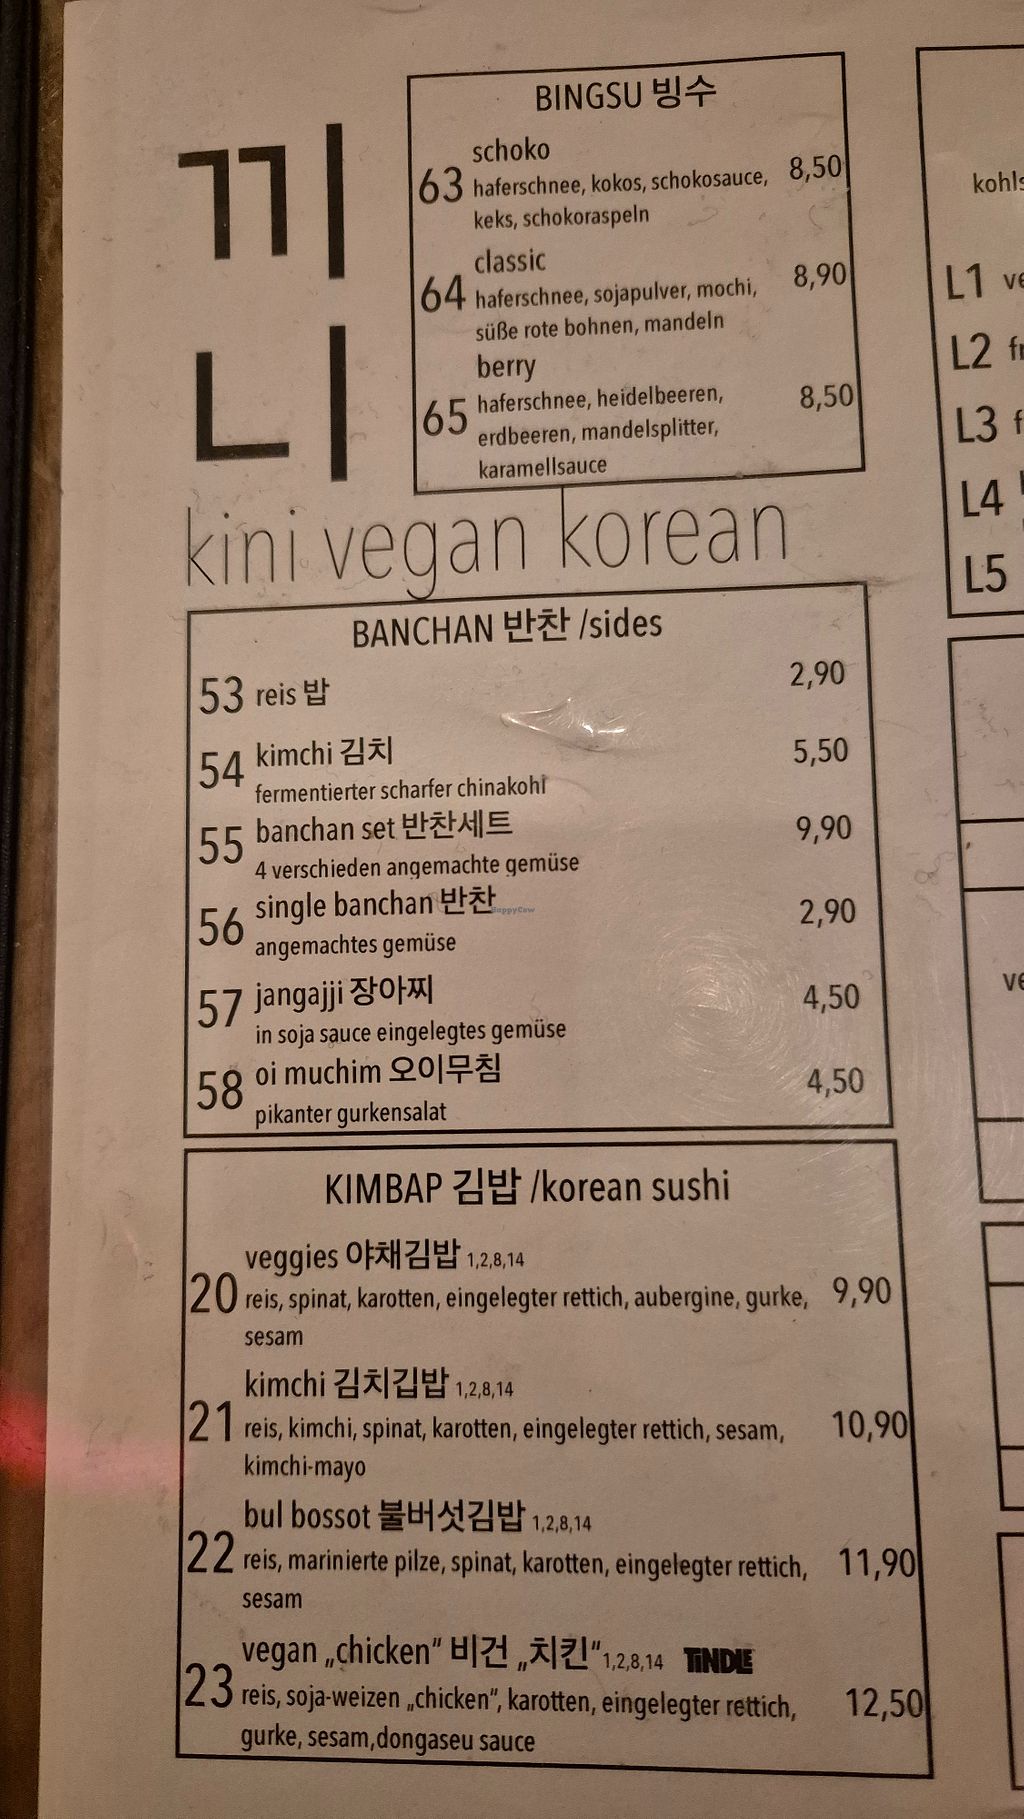 끼
니
BINGSU 빙수
63 schoko 8,50
haferschnee, kokos, schokosauce,
keks, schokoraspeln
64 classic 8,90
haferschnee, sojapulver, mochi,
süße rote bohnen, mandeln
65 berry 8,50
haferschnee, heidelbeeren,
erdbeeren, mandelsplitter,
karamellsauce
kini vegan korean
BANCHAN 반찬 /sides
53 reis 밥 2,90
54 kimchi 김치 5,50
fermentierter scharfer chinakohl
55 banchan set 반찬세트 9,90
4 verschieden angemachte gemüse
56 single banchan 반찬 2,90
HappyCow
angemachtes gemüse
57 jangajji 장아찌 4,50
in soja sauce eingelegtes gemüse
58 oi muchim 오이무침 4,50
pikanter gurkensalat
KIMBAP 김밥 /korean sushi
20 veggies 야채김밥 1,2,8,14 9,90
reis, spinat, karotten, eingelegter rettich, aubergine, gurke,
sesam
21 kimchi 김치깁밥 1,2,8,14 10,90
reis, kimchi, spinat, karotten, eingelegter rettich, sesam,
kimchi-mayo
22 bul bossot 불버섯김밥 1,2,8,14 11,90
reis, marinierte pilze, spinat, karotten, eingelegter rettich,
sesam
23 vegan „chicken“ 비건 „치킨“ 1,2,8,14 TiNDLE 12,50
reis, soja-weizen „chicken“, karotten, eingelegter rettich,
gurke, sesam,dongaseu sauce
kohls
L1 ve
L2 fr
L3 f
L4
L5
ve